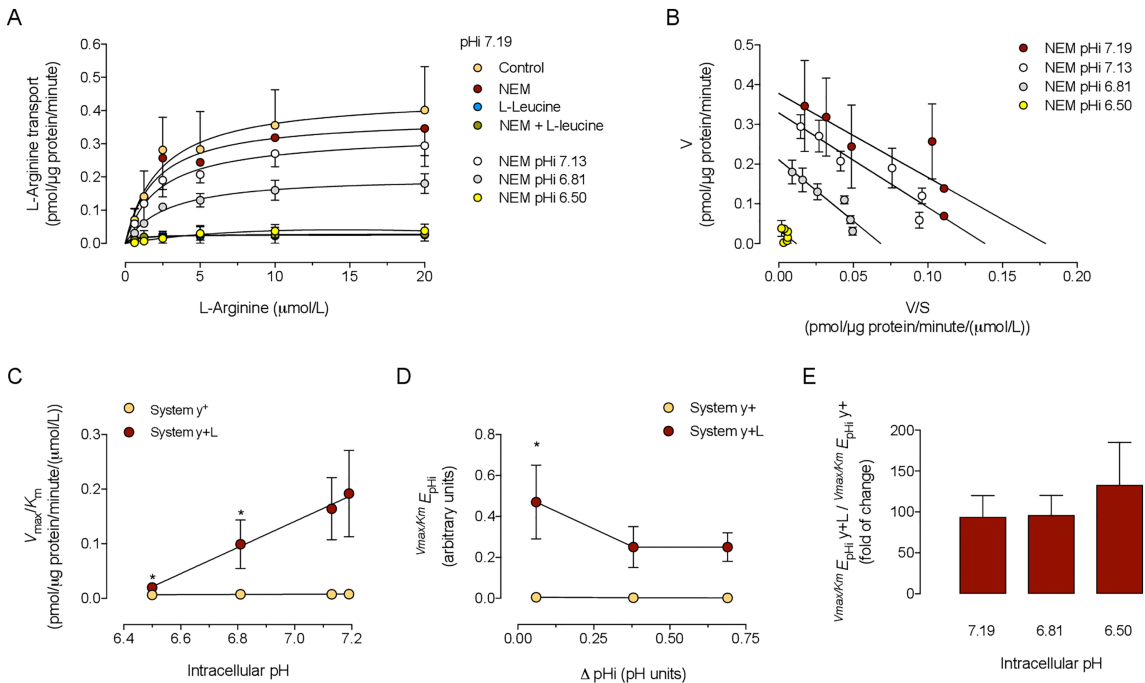 A
L-Arginine transport
(pmol/µg protein/minute)
0.6
0.5
0.4
0.3
0.2
0.1
0.0
0
5
10
15
20
L-Arginine (µmol/L)
pHi 7.19
Control
NEM
L-Leucine
NEM + L-leucine
NEM pHi 7.13
NEM pHi 6.81
NEM pHi 6.50
B
V
(pmol/µg protein/minute)
0.5
0.4
0.3
0.2
0.1
0.0
0.00
0.05
0.10
0.15
0.20
V/S
(pmol/µg protein/minute/(µmol/L))
NEM pHi 7.19
NEM pHi 7.13
NEM pHi 6.81
NEM pHi 6.50
C
System y+
System y+L
Vmax/Km
(pmol/µg protein/minute/(µmol/L))
0.3
0.2
0.1
0.0
*
*
6.4
6.6
6.8
7.0
7.2
Intracellular pH
D
System y+
System y+L
Vmax/Km EpHi
(arbitrary units)
0.8
0.6
0.4
0.2
0.0
*
0.00
0.25
0.50
0.75
Δ pHi (pH units)
E
Vmax/Km EpHi y+L / Vmax/Km EpHi y+
(fold of change)
200
150
100
50
0
7.19
6.81
6.50
Intracellular pH